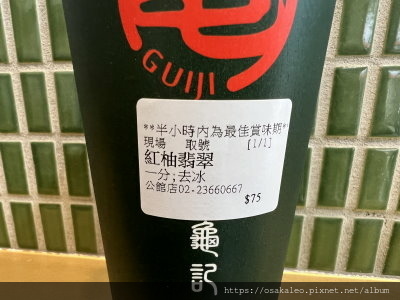 GUIJI
**半小時內為最佳賞味期*
現場 取號 [1/1]
紅柚翡翠
一分;去冰
公館店02-23660667
$75
龜記
https://osakaleo.pixnet.net/album